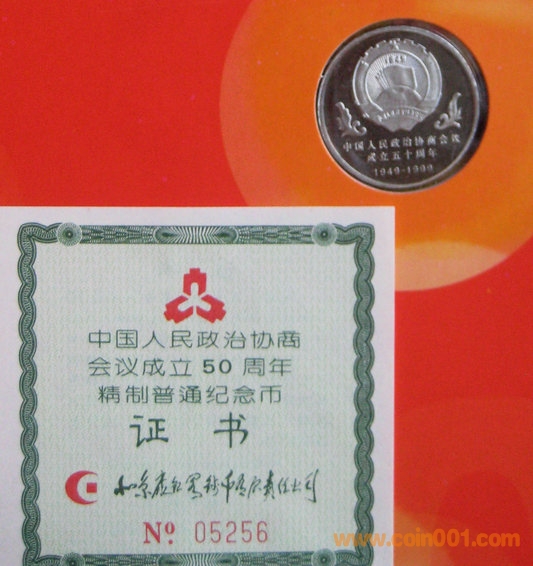 中国人民政治协商会议
成立五十周年
1949-1999
中国人民政治协商
会议成立 50 周年
精制普通纪念币
证 书
№ 05256
www.coin001.com